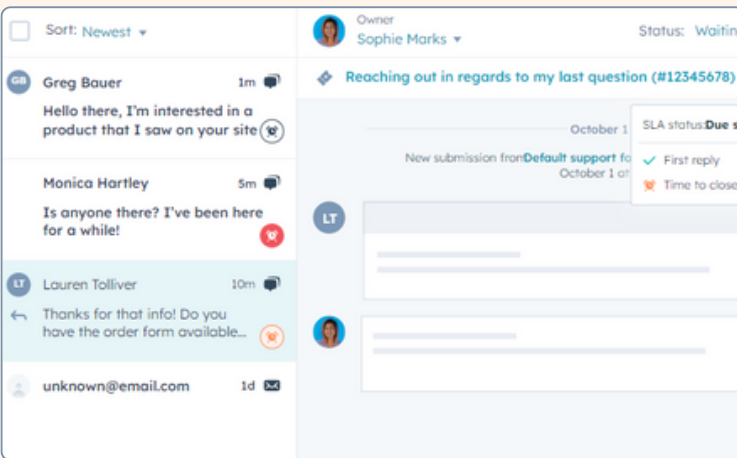 Sort: Newest
GB
Greg Bauer 1m
Hello there, I'm interested in a
product that I saw on your site
Monica Hartley 5m
Is anyone there? I've been here
for a while!
LT
Lauren Tolliver 10m
Thanks for that info! Do you
have the order form available...
unknown@email.com 1d
Owner
Sophie Marks
Status:
Reaching out in regards to my last question (#12345678)
October 1
New submission from Default support
October 1 at
SLA status: Due
First reply
Time to close
LT